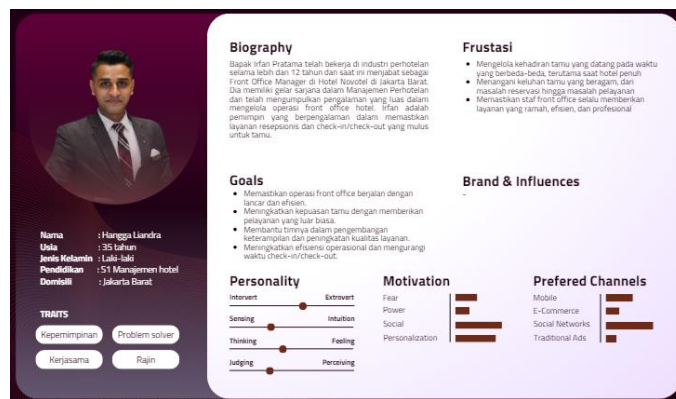 Biography
Bapak Irfan Pratama telah bekerja di industri perhotelan
selama lebih dari 12 tahun dan saat ini menjabat sebagai
Front Office Manager di Hotel Novotel di Jakarta Barat.
Dia memiliki gelar sarjana dalam Manajemen Perhotelan
dan telah mengumpulkan pengalaman yang luas dalam
mengelola operasi front office hotel. Irfan adalah
pemimpin yang berpengalaman dalam memastikan
layanan resepsionis dan check-in/check-out yang mulus
untuk tamu.
Frustasi
Mengelola kehadiran tamu yang datang pada waktu
yang berbeda-beda, terutama saat hotel penuh
Menangani keluhan tamu yang beragam, dari
masalah reservasi hingga masalah pelayanan
Memastikan staf front office selalu memberikan
layanan yang ramah, efisien, dan profesional
Goals
Memastikan operasi front office berjalan dengan
lancar dan efisien.
Meningkatkan kepuasan tamu dengan memberikan
pelayanan yang luar biasa.
Membantu timnya dalam pengembangan
keterampilan dan peningkatan kualitas layanan.
Meningkatkan efisiensi operasional dan mengurangi
waktu check-in/check-out.
Brand & Influences
-
Nama : Hangga Liandra
Usia : 35 tahun
Jenis Kelamin : Laki-laki
Pendidikan : S1 Manajemen hotel
Domisili : Jakarta Barat
TRAITS
Kepemimpinan Problem solver
Kerjasama Rajin
Personality
Intorvert Extrovert
Sensing Intuition
Thinking Feeling
Judging Perceiving
Motivation
Fear
Power
Social
Personalization
Prefered Channels
Mobile
E-Commerce
Social Networks
Traditional Ads